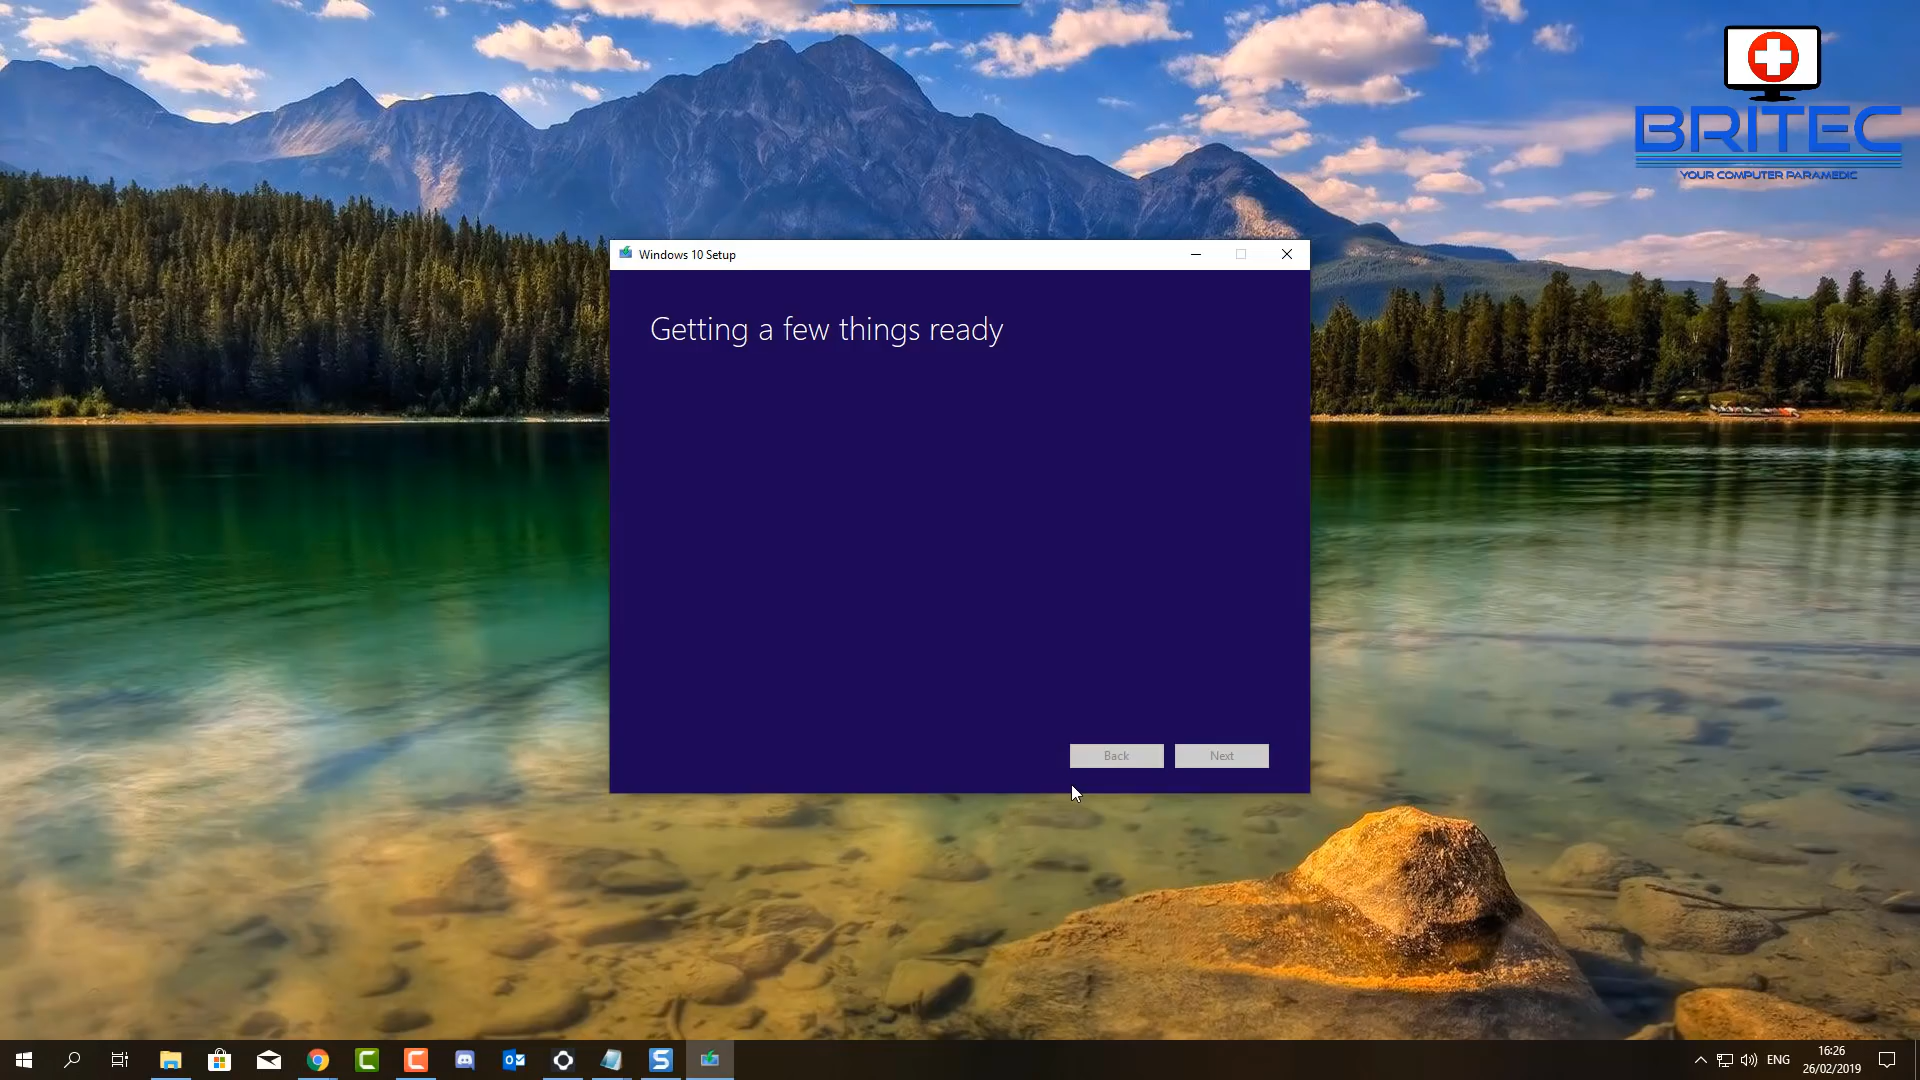 BRITEC
YOUR COMPUTER PARAMEDIC
Windows 10 Setup
Getting a few things ready
Back
Next
ENG
16:26
26/02/2019